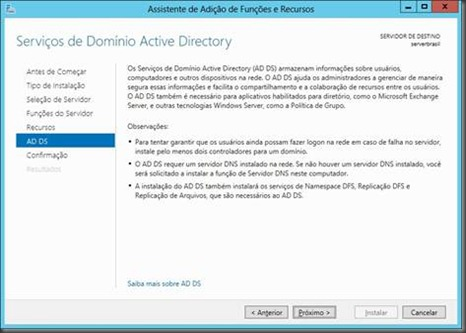 Assistente de Adição de Funções e Recursos
Serviços de Domínio Active Directory
SERVIDOR DE DESTINO
serverbrasil
Antes de Começar
Tipo de Instalação
Seleção de Servidor
Funções do Servidor
Recursos
AD DS
Confirmação
Resultados
Os Serviços de Domínio Active Directory (AD DS) armazenam informações sobre usuários,
computadores e outros dispositivos na rede. O AD DS ajuda os administradores a gerenciar de maneira
segura essas informações e facilita o compartilhamento e a colaboração de recursos entre os usuários.
O AD DS também é necessário para aplicativos habilitados para diretório, como o Microsoft Exchange
Server, e outras tecnologias Windows Server, como a Política de Grupo.
Observações:
• Para tentar garantir que os usuários ainda possam fazer logon na rede em caso de falha no servidor,
instale pelo menos dois controladores para um domínio.
• O AD DS requer um servidor DNS instalado na rede. Se não houver um servidor DNS instalado, você
será solicitado a instalar a função de Servidor DNS neste computador.
• A instalação do AD DS também instalará os serviços de Namespace DFS, Replicação DFS e
Replicação de Arquivos, que são necessários ao AD DS.
Saiba mais sobre AD DS
< Anterior
Próximo >
Instalar
Cancelar